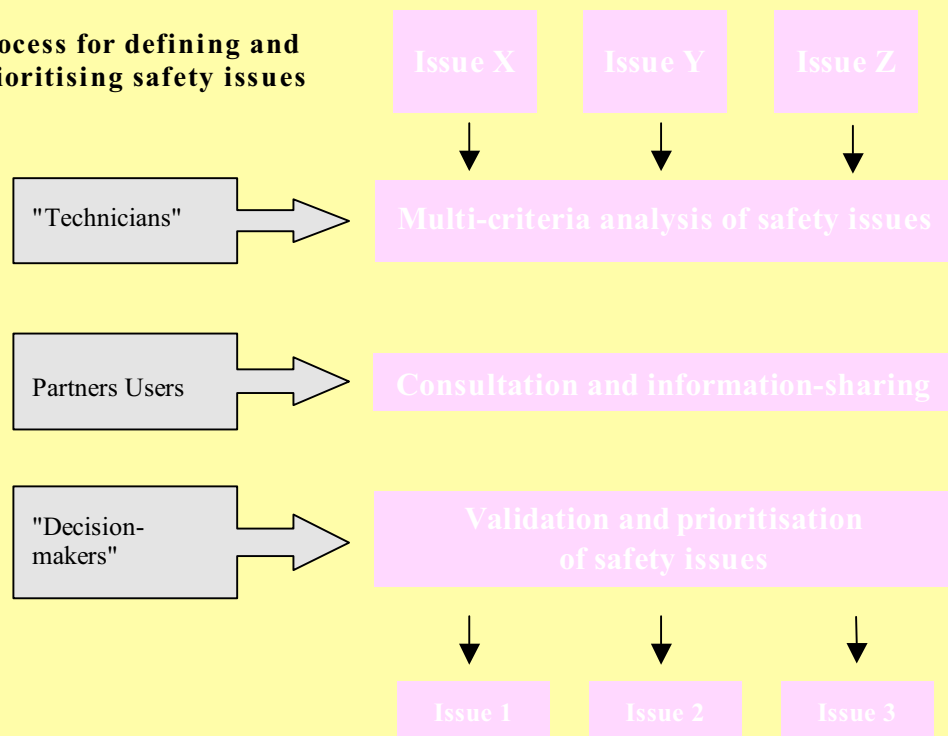 ocess for defining and
ioritising safety issues
Issue X
Issue Y
Issue Z
"Technicians"
Multi-criteria analysis of safety issues
Partners Users
Consultation and information-sharing
"Decision-
makers"
Validation and prioritisation
of safety issues
Issue 1
Issue 2
Issue 3